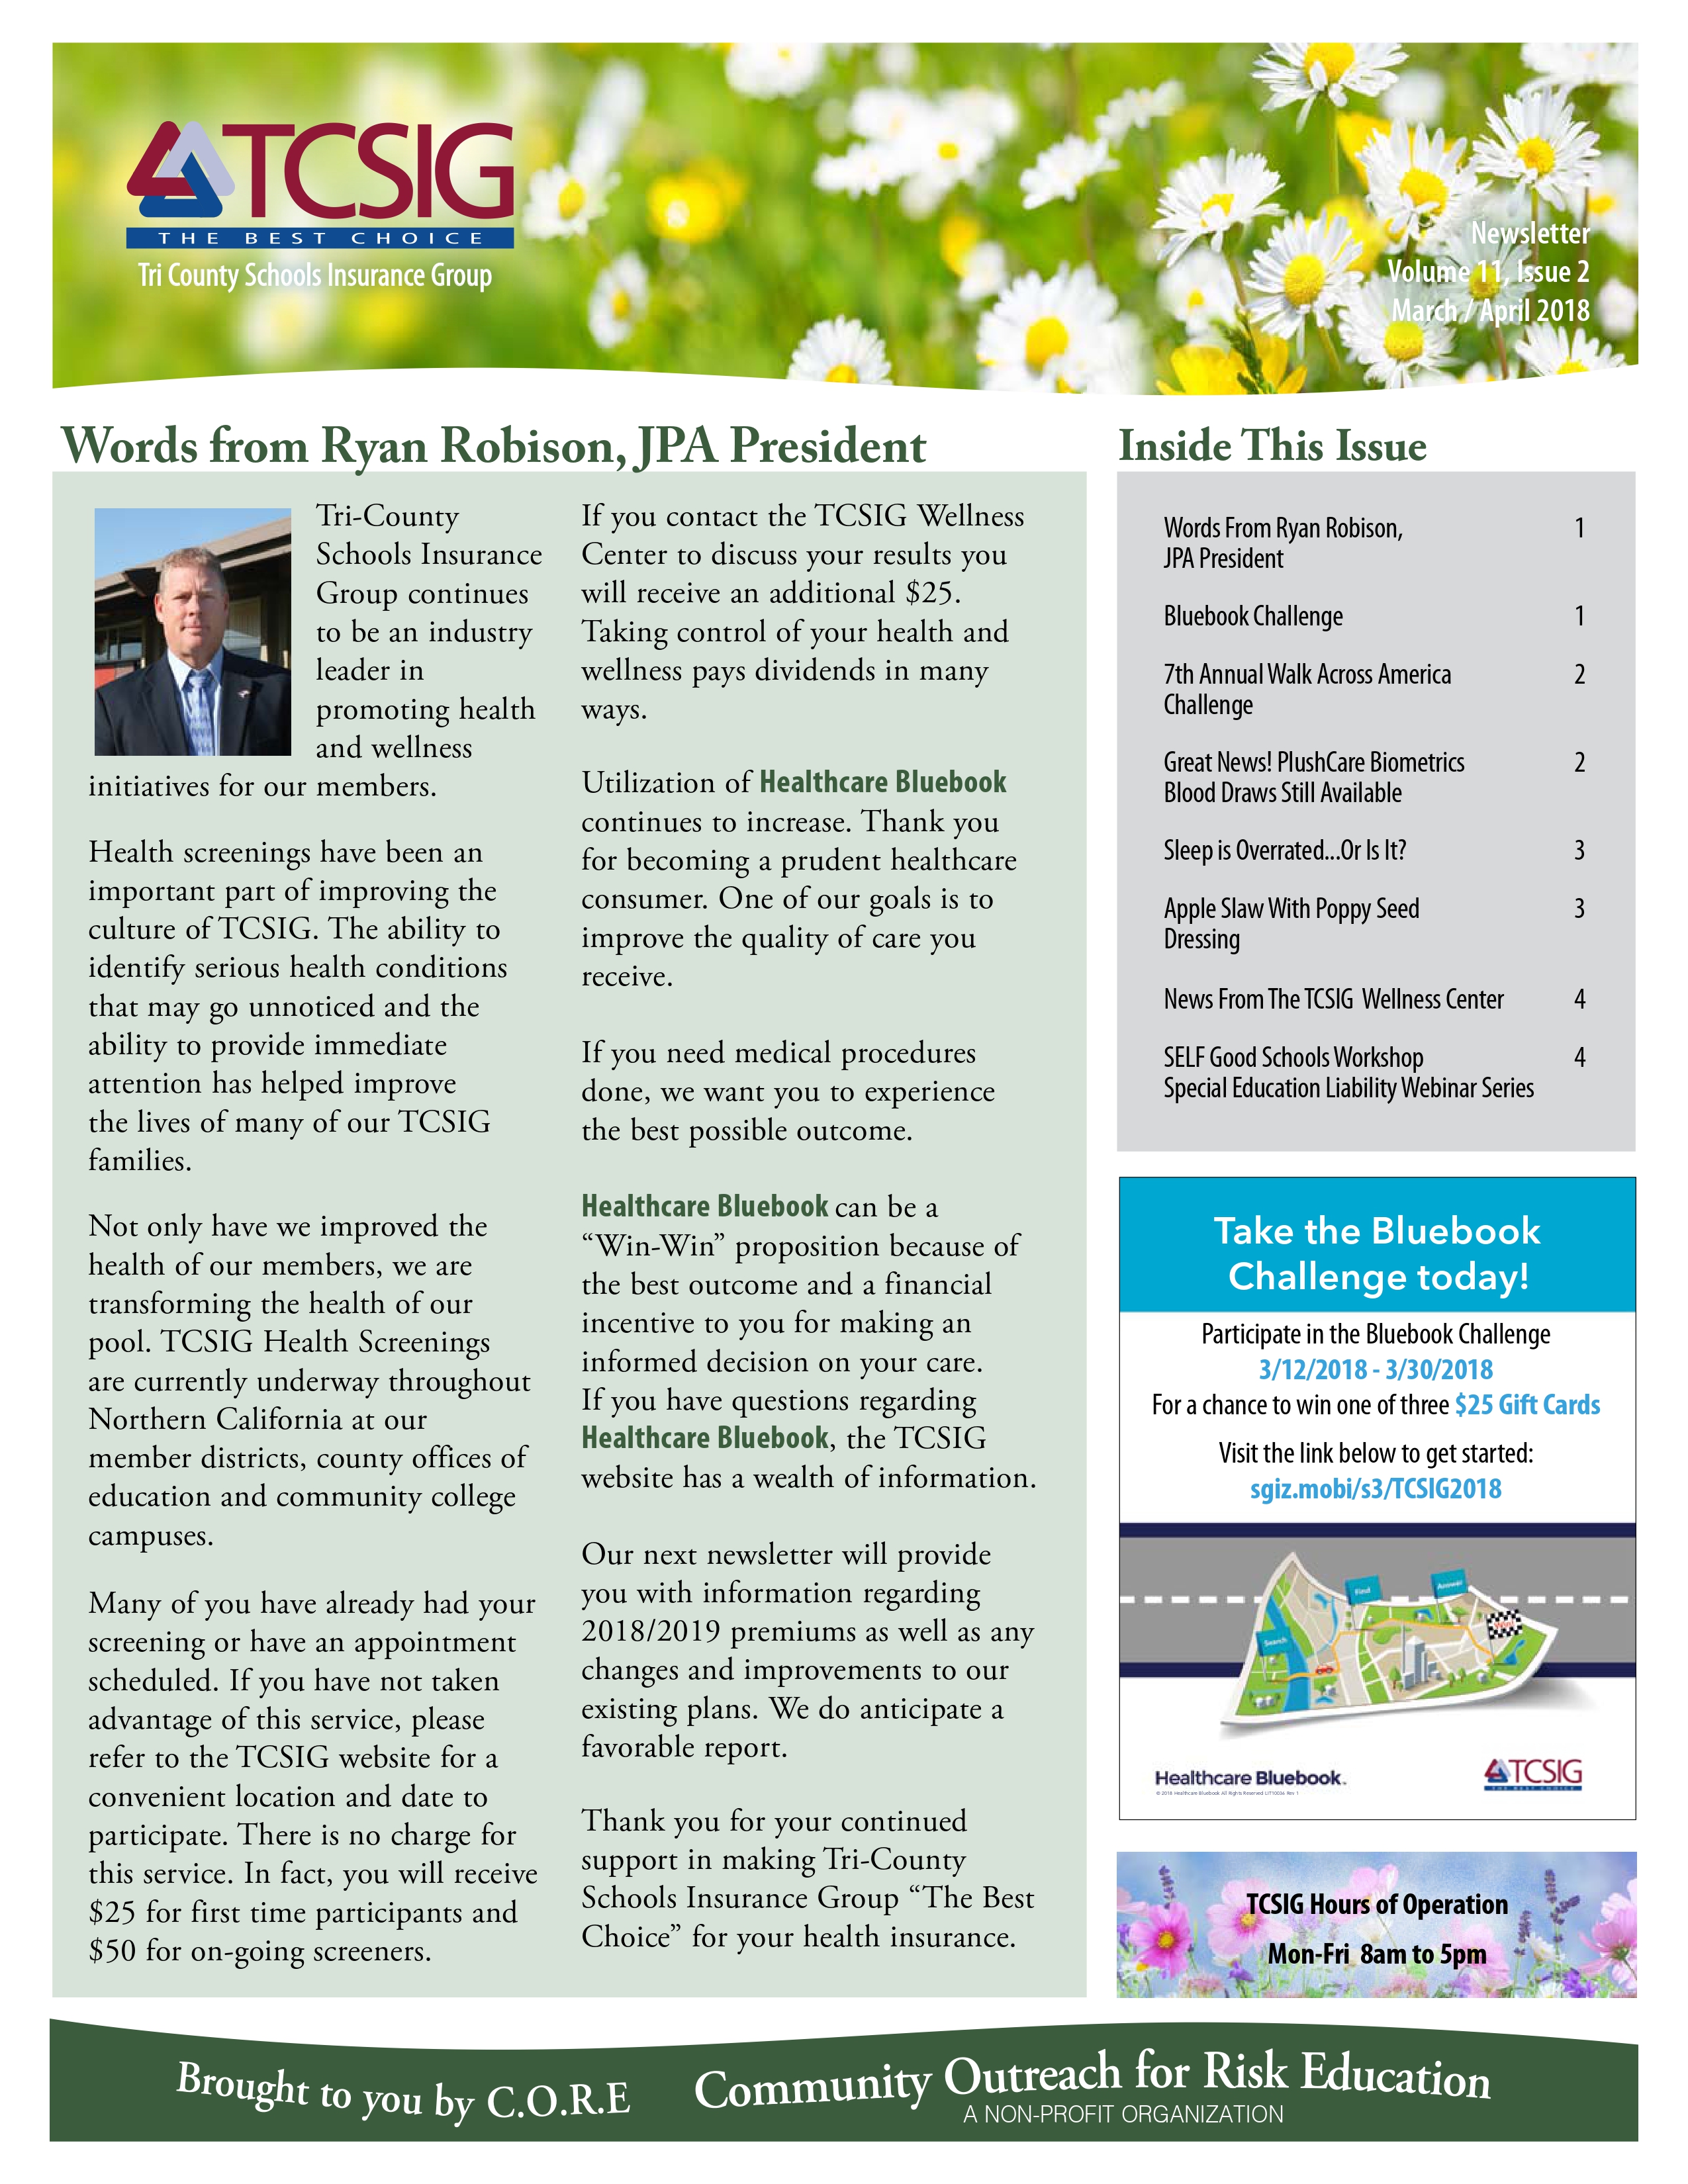 TCSIG
THE BEST CHOICE
Tri County Schools Insurance Group
Newsletter
Volume 11, Issue 2
March / April 2018
Words from Ryan Robison, JPA President
Tri-County
Schools Insurance
Group continues
to be an industry
leader in
promoting health
and wellness
initiatives for our members.
Health screenings have been an
important part of improving the
culture of TCSIG. The ability to
identify serious health conditions
that may go unnoticed and the
ability to provide immediate
attention has helped improve
the lives of many of our TCSIG
families.
Not only have we improved the
health of our members, we are
transforming the health of our
pool. TCSIG Health Screenings
are currently underway throughout
Northern California at our
member districts, county offices of
education and community college
campuses.
Many of you have already had your
screening or have an appointment
scheduled. If you have not taken
advantage of this service, please
refer to the TCSIG website for a
convenient location and date to
participate. There is no charge for
this service. In fact, you will receive
$25 for first time participants and
$50 for on-going screeners.
If you contact the TCSIG Wellness
Center to discuss your results you
will receive an additional $25.
Taking control of your health and
wellness pays dividends in many
ways.
Utilization of Healthcare Bluebook
continues to increase. Thank you
for becoming a prudent healthcare
consumer. One of our goals is to
improve the quality of care you
receive.
If you need medical procedures
done, we want you to experience
the best possible outcome.
Healthcare Bluebook can be a
“Win-Win” proposition because of
the best outcome and a financial
incentive to you for making an
informed decision on your care.
If you have questions regarding
Healthcare Bluebook, the TCSIG
website has a wealth of information.
Our next newsletter will provide
you with information regarding
2018/2019 premiums as well as any
changes and improvements to our
existing plans. We do anticipate a
favorable report.
Thank you for your continued
support in making Tri-County
Schools Insurance Group “The Best
Choice” for your health insurance.
Inside This Issue
Words From Ryan Robison, 1
JPA President
Bluebook Challenge 1
7th Annual Walk Across America 2
Challenge
Great News! PlushCare Biometrics 2
Blood Draws Still Available
Sleep is Overrated...Or Is It? 3
Apple Slaw With Poppy Seed 3
Dressing
News From The TCSIG Wellness Center 4
SELF Good Schools Workshop 4
Special Education Liability Webinar Series
Take the Bluebook
Challenge today!
Participate in the Bluebook Challenge
3/12/2018 - 3/30/2018
For a chance to win one of three $25 Gift Cards
Visit the link below to get started:
sgiz.mobi/s3/TCSIG2018
Find
Answer
Search
Healthcare Bluebook.
TCSIG
THE BEST CHOICE
TCSIG Hours of Operation
Mon-Fri 8am to 5pm
Brought to you by C.O.R.E
Community Outreach for Risk Education
A NON-PROFIT ORGANIZATION